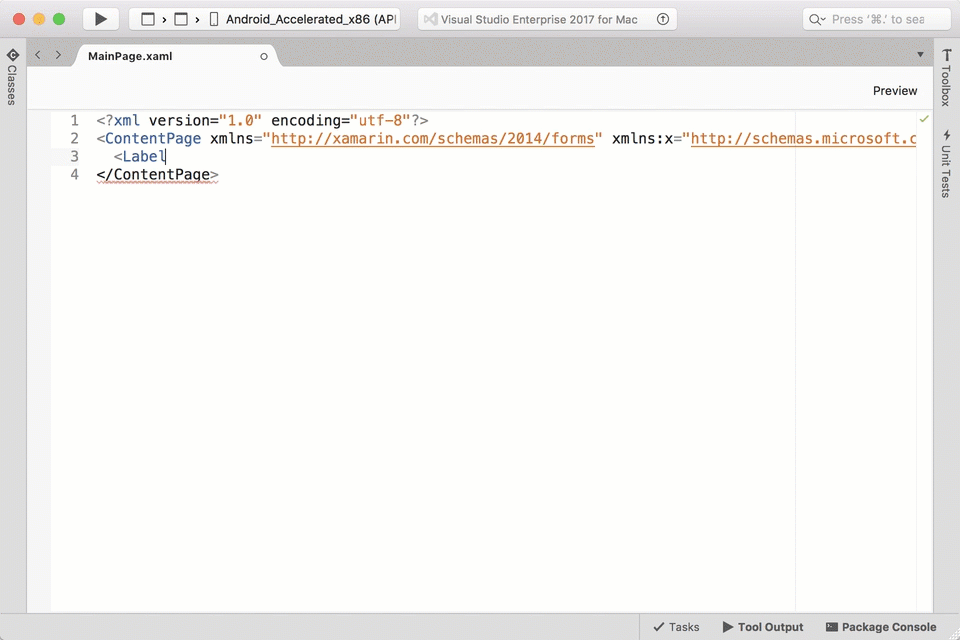 Android_Accelerated_x86 (API
Visual Studio Enterprise 2017 for Mac
Press ‘⌘.’ to sea
Classes
MainPage.xaml
Toolbox
Preview
Unit Tests
1 <?xml version="1.0" encoding="utf-8"?>
2 <ContentPage xmlns="http://xamarin.com/schemas/2014/forms" xmlns:x="http://schemas.microsoft.c
3 <Label
4 </ContentPage>
Tasks
Tool Output
Package Console